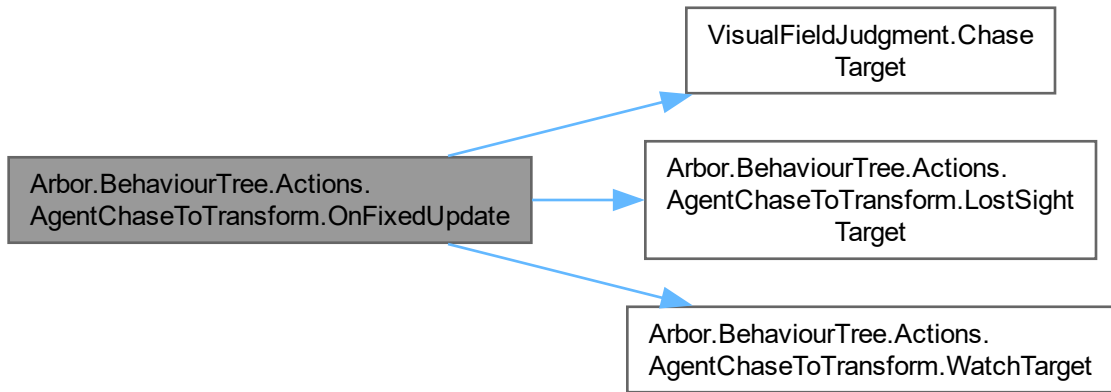 VisualFieldJudgment.Chase
Target
Arbor.BehaviourTree.Actions.
AgentChaseToTransform.OnFixedUpdate
Arbor.BehaviourTree.Actions.
AgentChaseToTransform.LostSight
Target
Arbor.BehaviourTree.Actions.
AgentChaseToTransform.WatchTarget